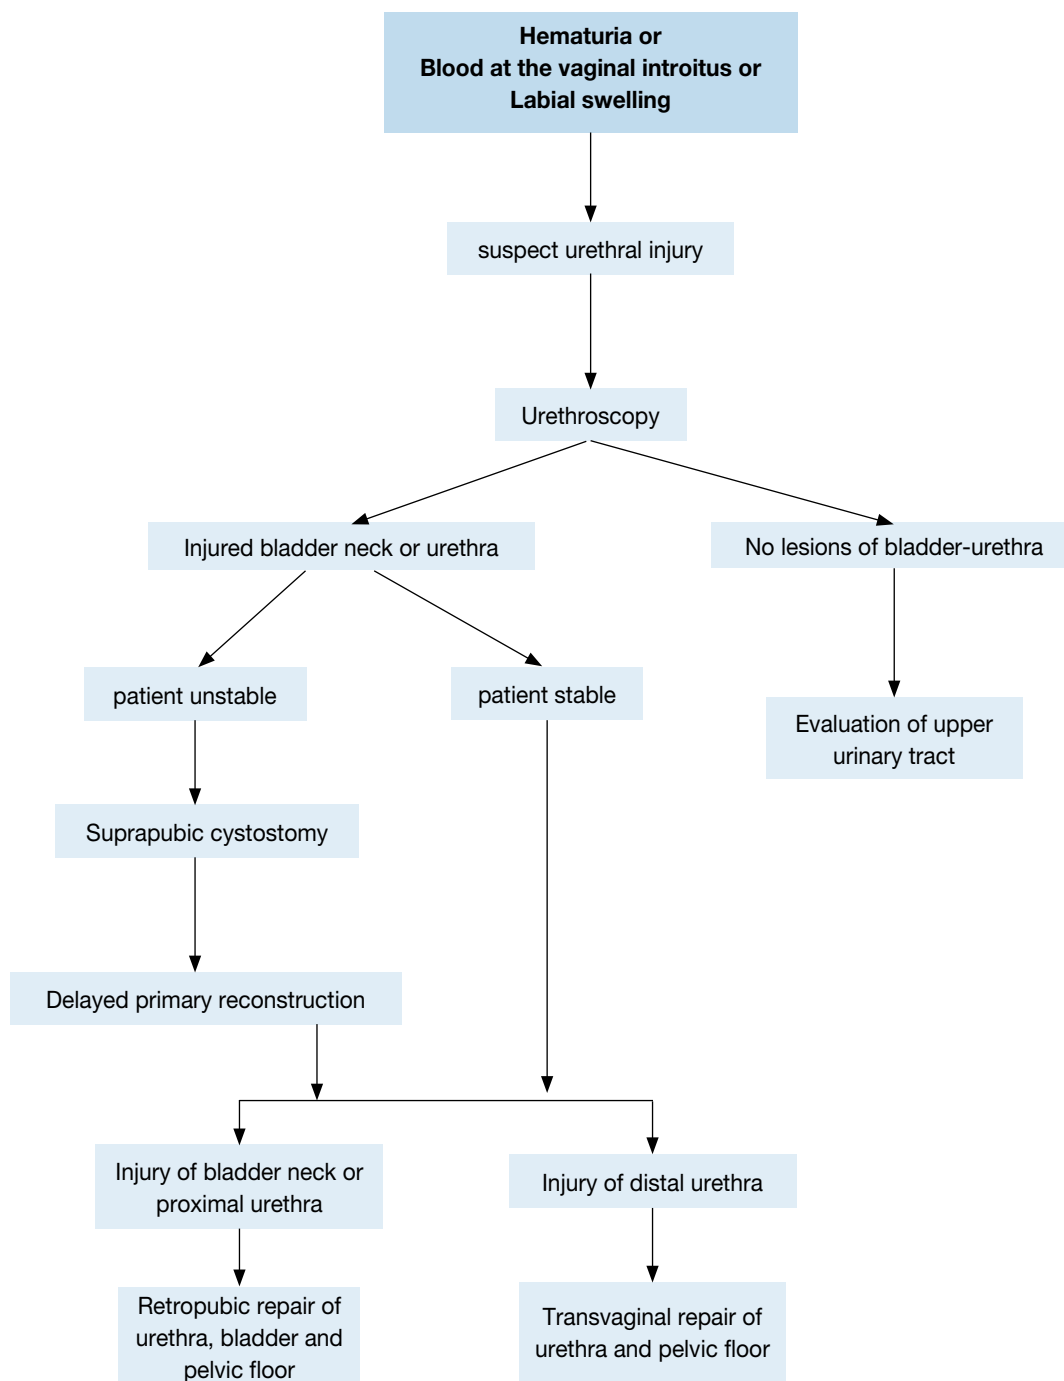 Hematuria or
Blood at the vaginal introitus or
Labial swelling
suspect urethral injury
Urethroscopy
Injured bladder neck or urethra
No lesions of bladder-urethra
patient unstable
patient stable
Evaluation of upper
urinary tract
Suprapubic cystostomy
Delayed primary reconstruction
Injury of bladder neck or
proximal urethra
Injury of distal urethra
Retropubic repair of
urethra, bladder and
pelvic floor
Transvaginal repair of
urethra and pelvic floor